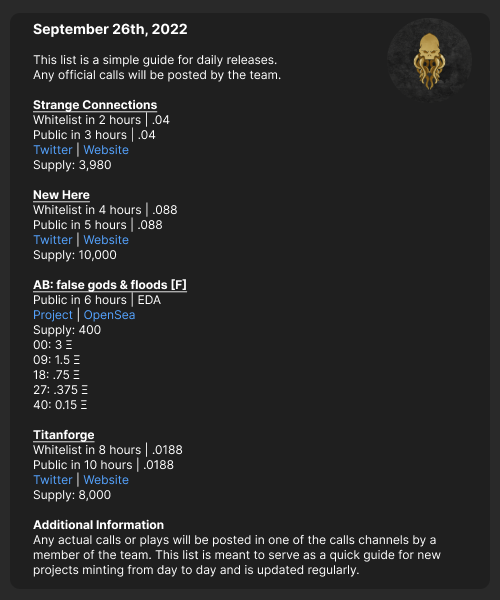 September 26th, 2022
This list is a simple guide for daily releases.
Any official calls will be posted by the team.
Strange Connections
Whitelist in 2 hours | .04
Public in 3 hours | .04
Twitter | Website
Supply: 3,980
New Here
Whitelist in 4 hours | .088
Public in 5 hours | .088
Twitter | Website
Supply: 10,000
AB: false gods & floods [F]
Public in 6 hours | EDA
Project | OpenSea
Supply: 400
00: 3 Ξ
09: 1.5 Ξ
18: .75 Ξ
27: .375 Ξ
40: 0.15 Ξ
Titanforge
Whitelist in 8 hours | .0188
Public in 10 hours | .0188
Twitter | Website
Supply: 8,000
Additional Information
Any actual calls or plays will be posted in one of the calls channels by a
member of the team. This list is meant to serve as a quick guide for new
projects minting from day to day and is updated regularly.